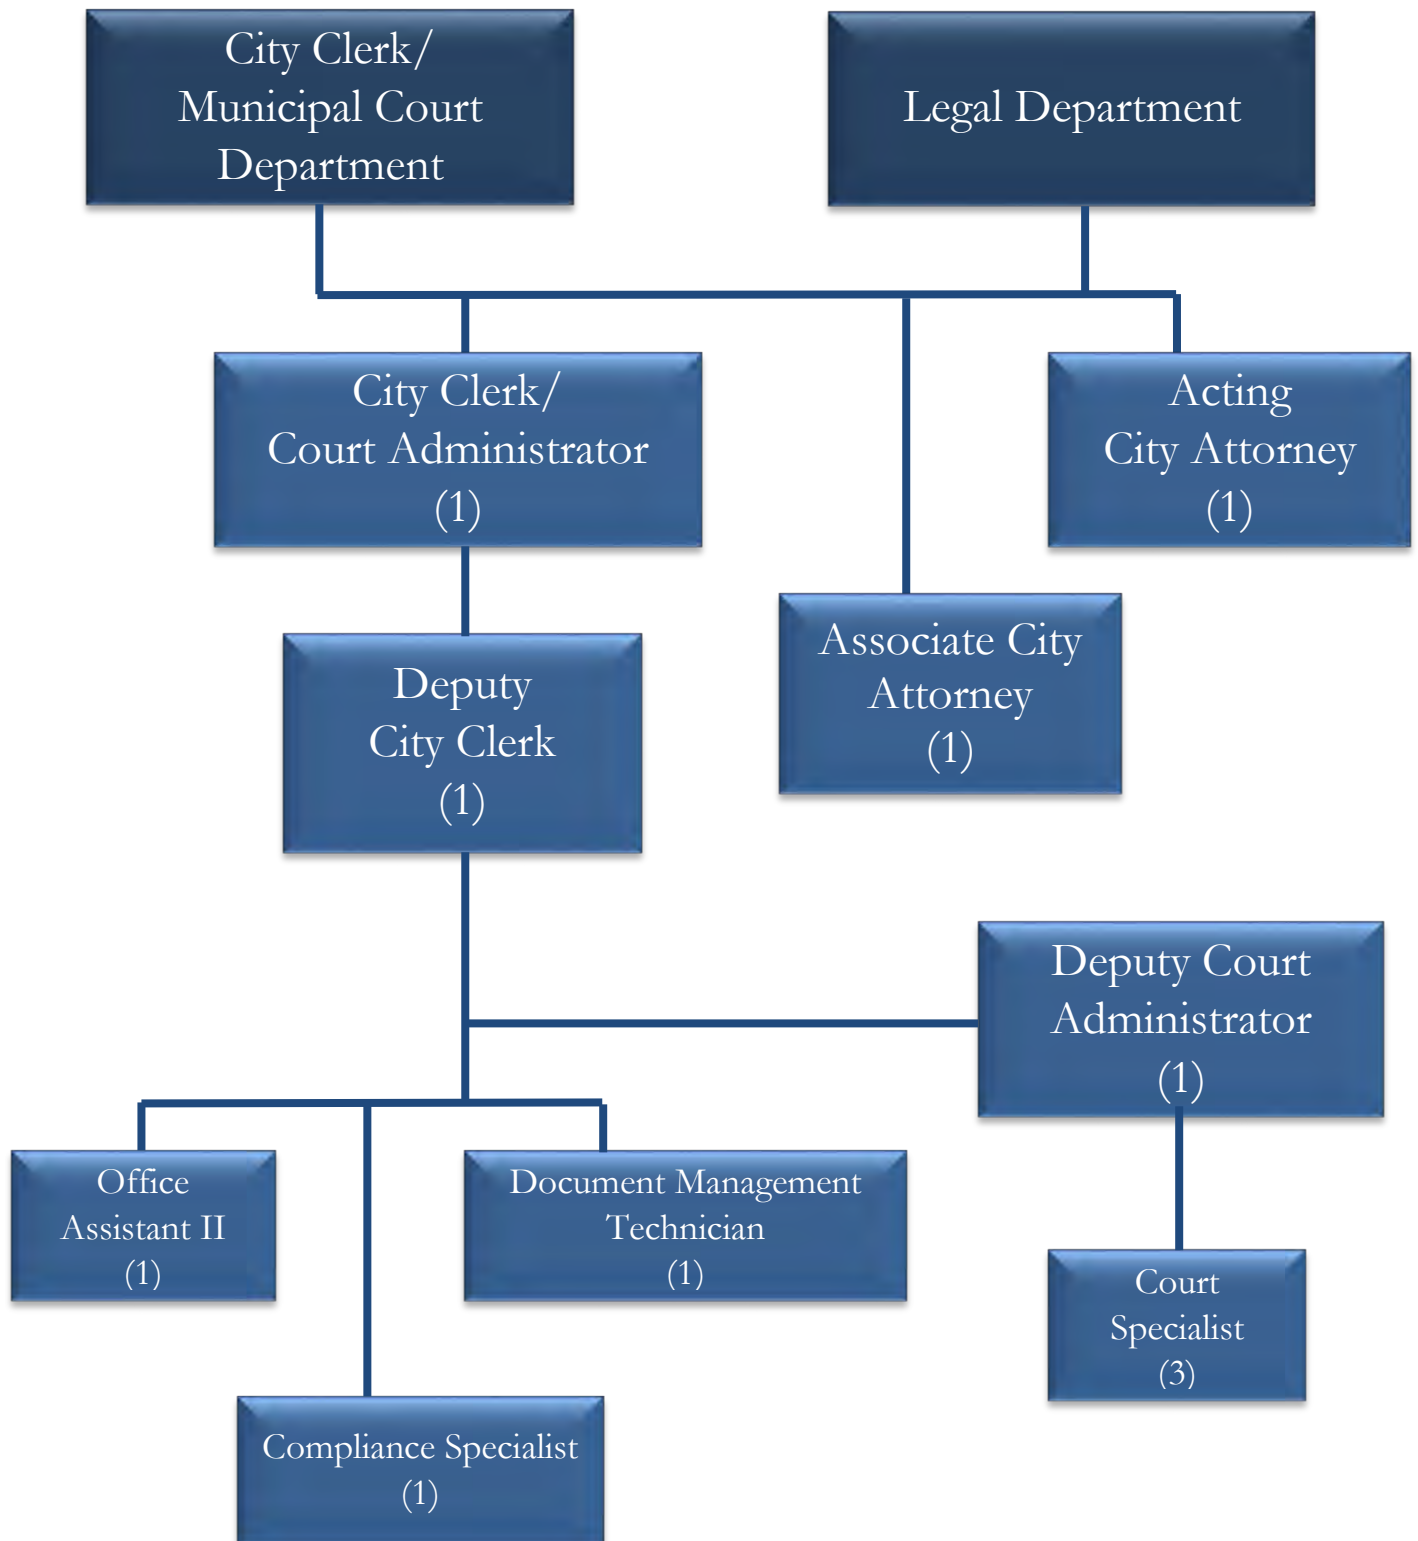 City Clerk/
Municipal Court
Department
Legal Department
City Clerk/
Court Administrator
(1)
Acting
City Attorney
(1)
Associate City
Attorney
(1)
Deputy
City Clerk
(1)
Deputy Court
Administrator
(1)
Office
Assistant II
(1)
Document Management
Technician
(1)
Court
Specialist
(3)
Compliance Specialist
(1)